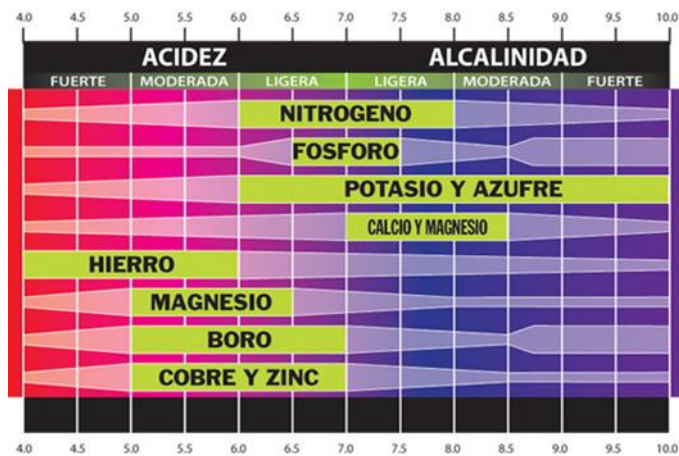 4.0 4.5 5.0 5.5 6.0 6.5 7.0 7.5 8.0 8.5 9.0 9.5 10.0
ACIDEZ ALCALINIDAD
FUERTE MODERADA LIGERA LIGERA MODERADA FUERTE
NITROGENO
FOSFORO
POTASIO Y AZUFRE
CALCIO Y MAGNESIO
HIERRO
MAGNESIO
BORO
COBRE Y ZINC
4.0 4.5 5.0 5.5 6.0 6.5 7.0 7.5 8.0 8.5 9.0 9.5 10.0